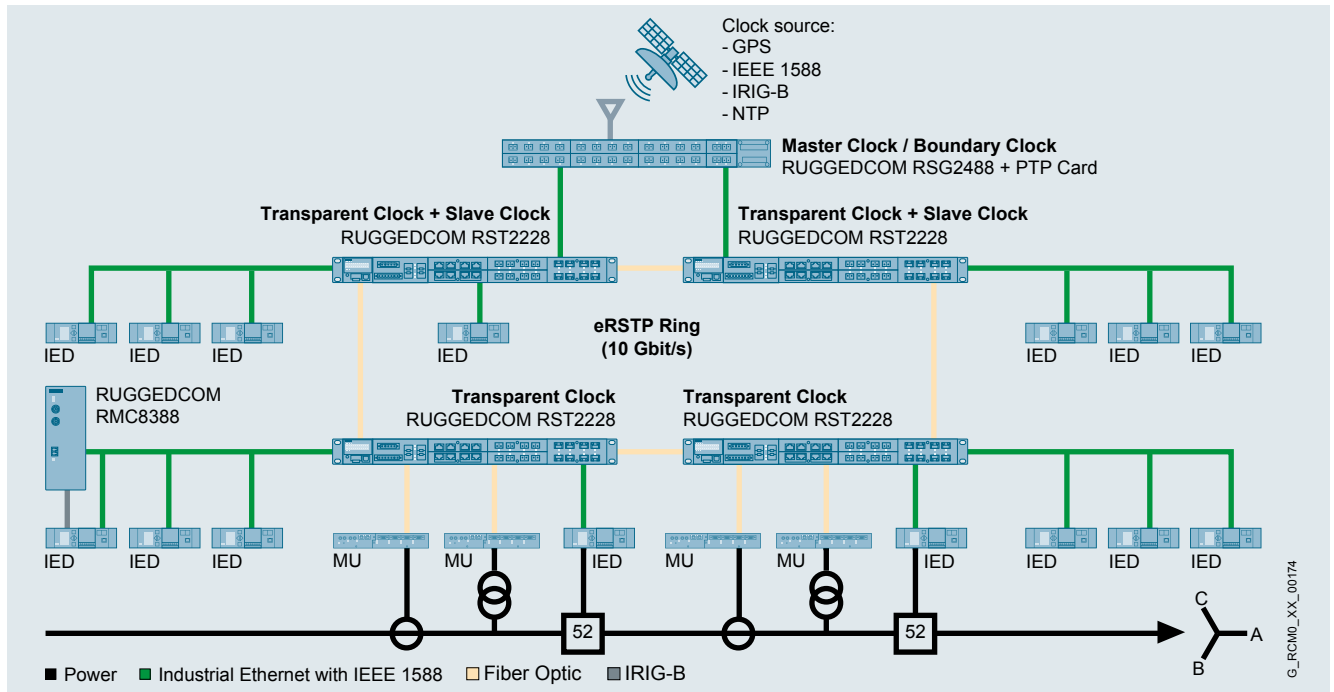 Clock source:
- GPS
- IEEE 1588
- IRIG-B
- NTP
Master Clock / Boundary Clock
RUGGEDCOM RSG2488 + PTP Card
Transparent Clock + Slave Clock
RUGGEDCOM RST2228
Transparent Clock + Slave Clock
RUGGEDCOM RST2228
IED
IED
IED
IED
eRSTP Ring
(10 Gbit/s)
IED
IED
IED
RUGGEDCOM
RMC8388
Transparent Clock
RUGGEDCOM RST2228
Transparent Clock
RUGGEDCOM RST2228
IED
IED
IED
MU
MU
IED
MU
MU
IED
IED
IED
IED
52
52
C
A
B
Power
Industrial Ethernet with IEEE 1588
Fiber Optic
IRIG-B
G_RCM0_XX_00174